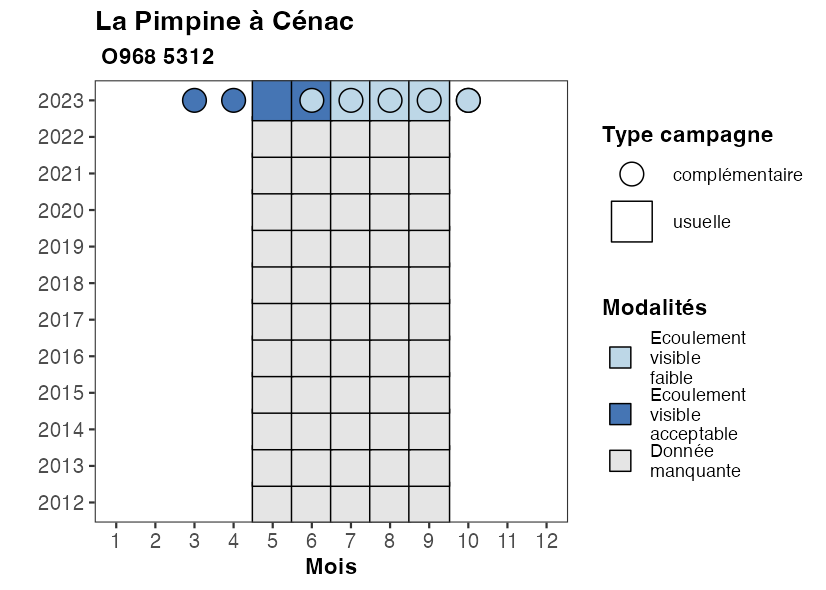 La Pimpine à Cénac
O968 5312
2023
2022
2021
2020
2019
2018
2017
2016
2015
2014
2013
2012
1 2 3 4 5 6 7 8 9 10 11 12
Mois
Type campagne
complémentaire
usuelle
Modalités
Ecoulement
visible
faible
Ecoulement
visible
acceptable
Donnée
manquante